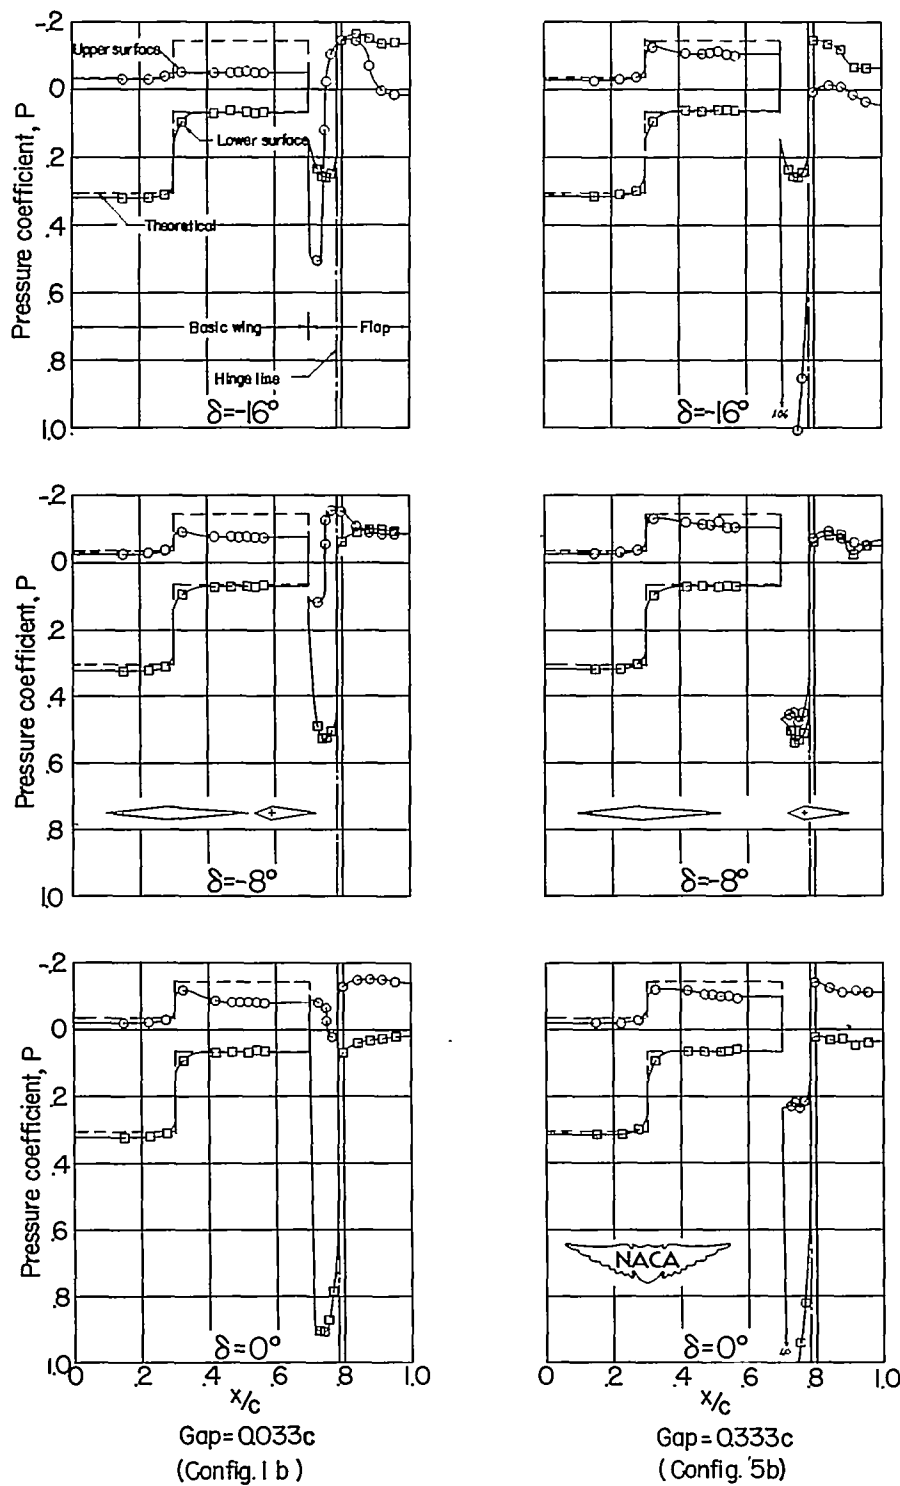 -.2
0
.2
.4
.6
.8
1.0
Pressure coefficient, P
Upper surface
Lower surface
Theoretical
Basic wing
Flap
Hinge line
δ=-16°
δ=-16°
-.2
0
.2
.4
.6
.8
1.0
Pressure coefficient, P
δ=-8°
δ=-8°
-.2
0
.2
.4
.6
.8
1.0
Pressure coefficient, P
δ=0°
NACA
δ=0°
0 .2 .4 .6 .8 1.0
x/c
0 .2 .4 .6 .8 1.0
x/c
Gap=0.033c
(Config. 1b)
Gap=0.333c
(Config. 5b)